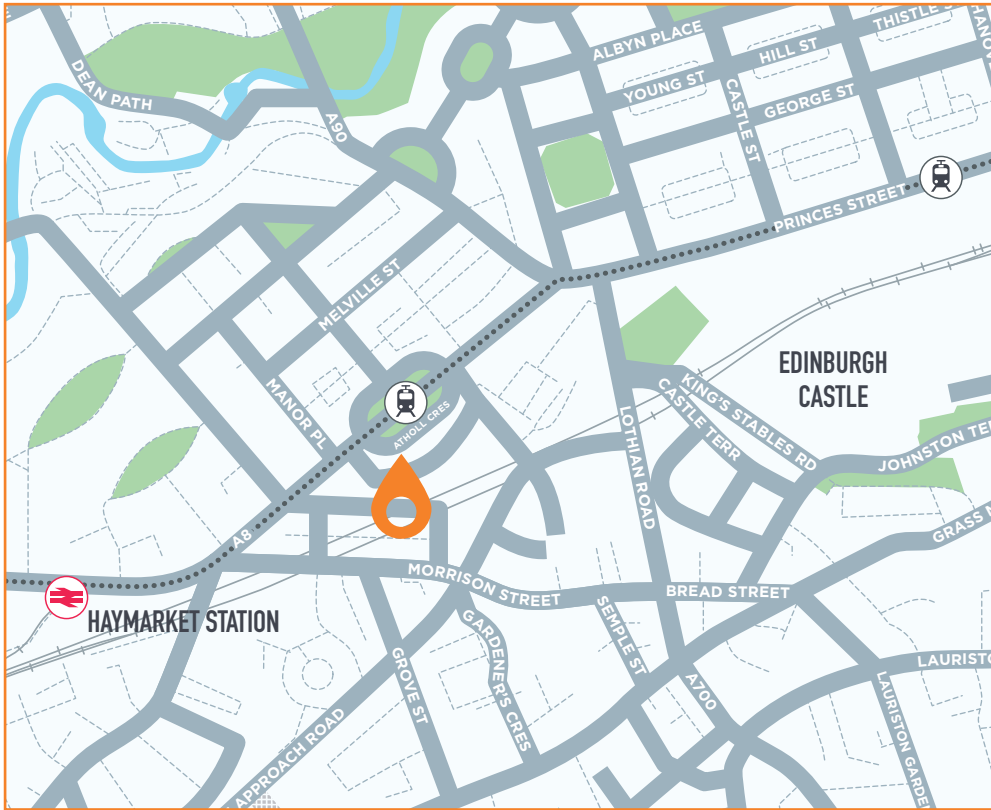 ALBYN PLACE
THISTLE S
HANOV
HILL ST
YOUNG ST
CASTLE ST
GEORGE ST
DEAN PATH
A90
PRINCES STREET
MELVILLE ST
MANOR PL
ATHOLL CRES
EDINBURGH
CASTLE
KING'S STABLES RD
CASTLE TERR
LOTHIAN ROAD
JOHNSTON TE
GRASS M
A8
MORRISON STREET
BREAD STREET
HAYMARKET STATION
SEMPLE ST
GARDENER'S CRES
GROVE ST
A700
LAURISTO
LAURISTON GARDE
APPROACH ROAD